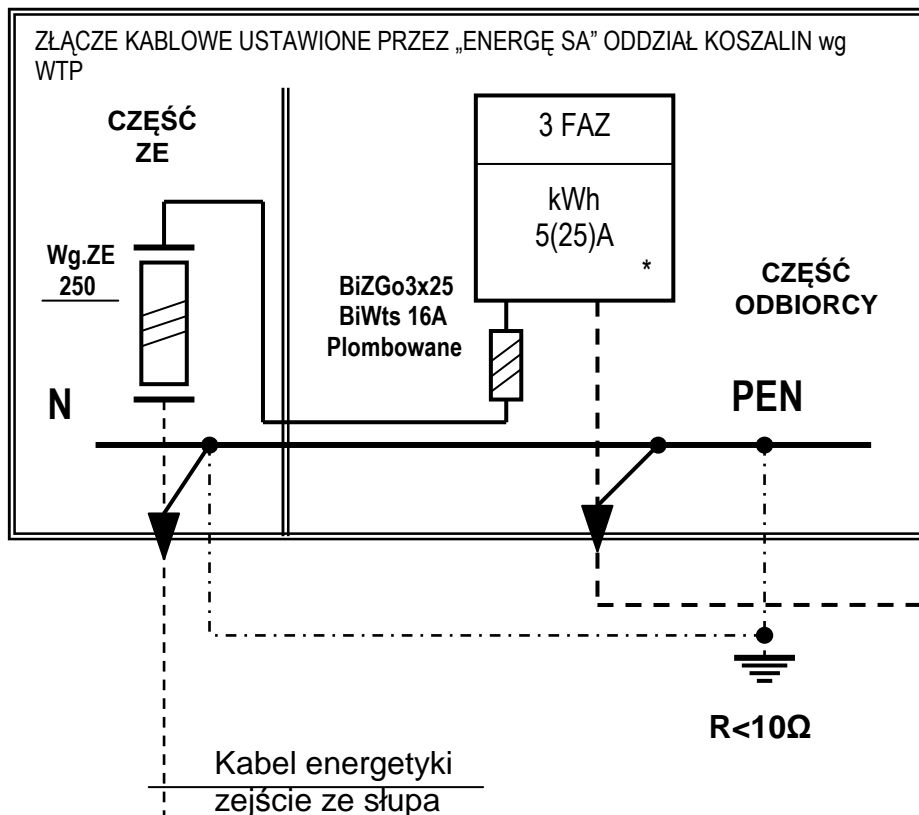 ZŁĄCZE KABLOWE USTAWIONE PRZEZ „ENERGĘ SA” ODDZIAŁ KOSZALIN wg
WTP
CZĘŚĆ
ZE
3 FAZ
kWh
5(25)A
*
Wg.ZE
250
BiZGo3x25
BiWts 16A
Plombowane
CZĘŚĆ
ODBIORCY
N
PEN
R<10Ω
Kabel energetyki
zejście ze słupa